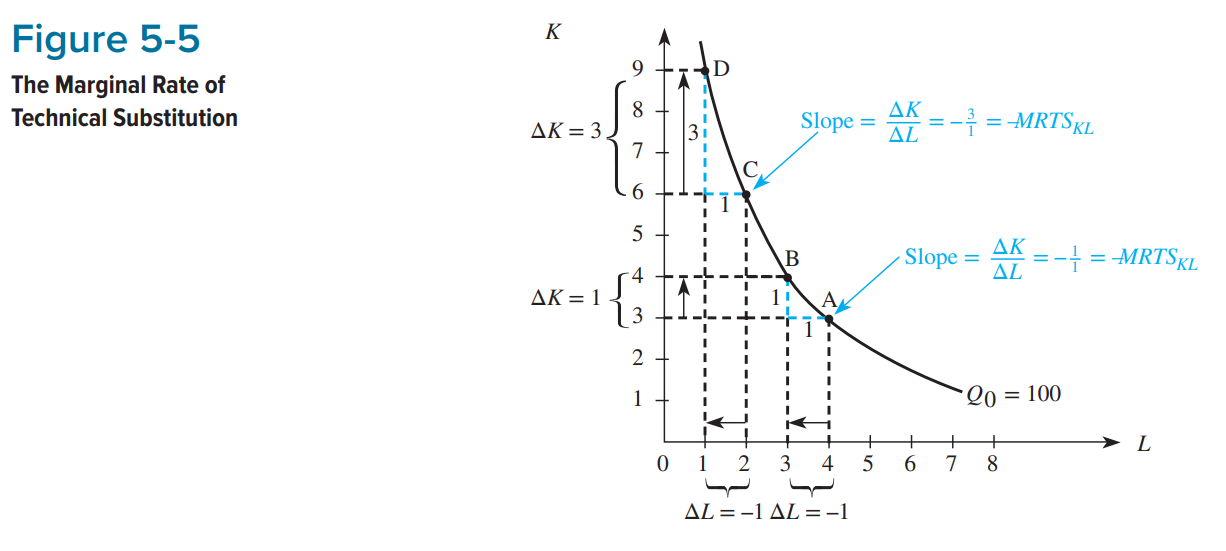 Figure 5-5
The Marginal Rate of
Technical Substitution
K
9
8
7
6
5
4
3
2
1
ΔK = 3
ΔK = 1
D
3
C
1
B
1
A
1
Slope = ΔK/ΔL = −3/1 = −MRTS_KL
Slope = ΔK/ΔL = −1/1 = −MRTS_KL
Q0 = 100
0 1 2 3 4 5 6 7 8
L
ΔL = −1 ΔL = −1